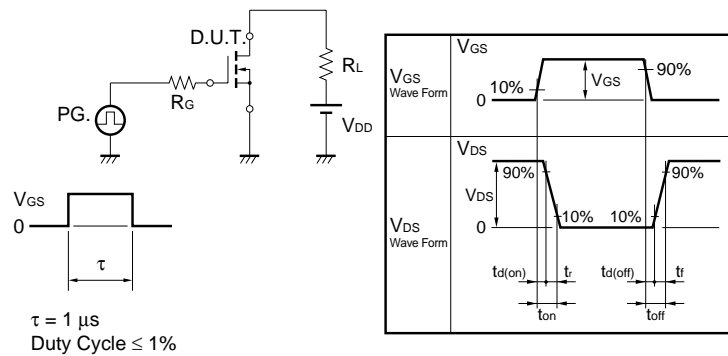 D.U.T.
RL
RG
PG.
VDD
VGS
0
τ
τ = 1 μs
Duty Cycle ≤ 1%
VGS
Wave Form
VGS
10%
VGS
90%
0
VDS
Wave Form
VDS
90%
VDS
90%
10%
10%
0
td(on)
tr
td(off)
tf
ton
toff